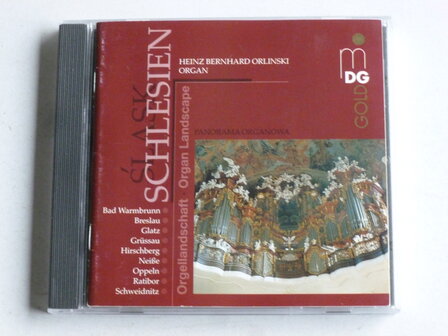 HEINZ BERNHARD ORLINSKI
ORGAN
mDG
GOLD
ŚLĄSK
SCHLESIEN
Orgellandschaft Organ Landscape
PANORAMA ORGANOWA
Bad Warmbrunn
Breslau
Glatz
Grüssau
Hirschberg
Neiße
Oppeln
Ratibor
Schweidnitz